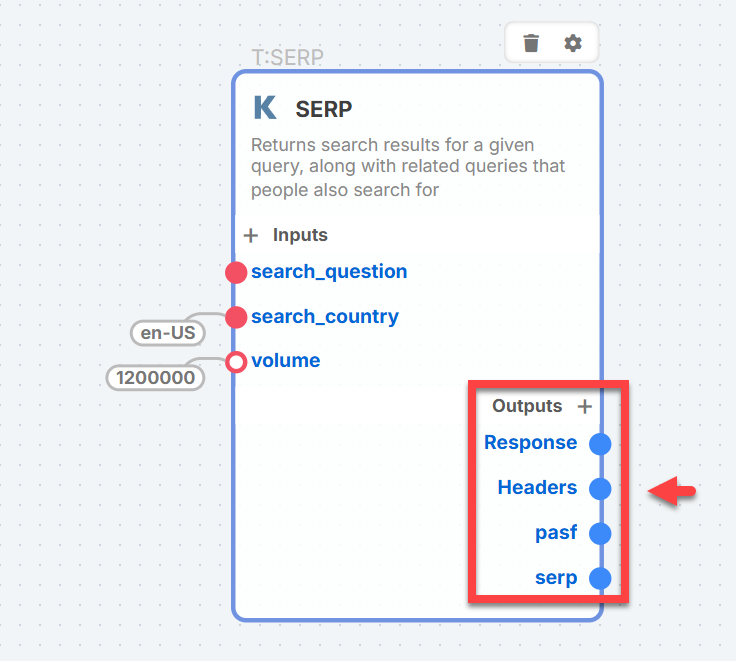 T:SERP
K SERP
Returns search results for a given
query, along with related queries that
people also search for
+ Inputs
search_question
search_country
en-US
volume
1200000
Outputs +
Response
Headers
pasf
serp